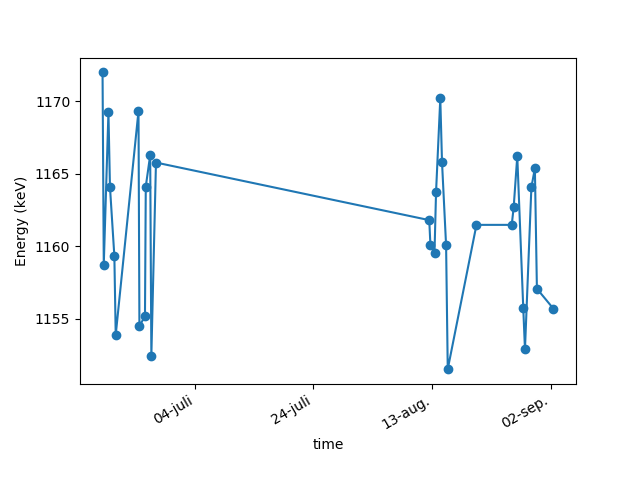 1170
1165
1160
1155
Energy (keV)
04-juli
24-juli
13-aug.
02-sep.
time